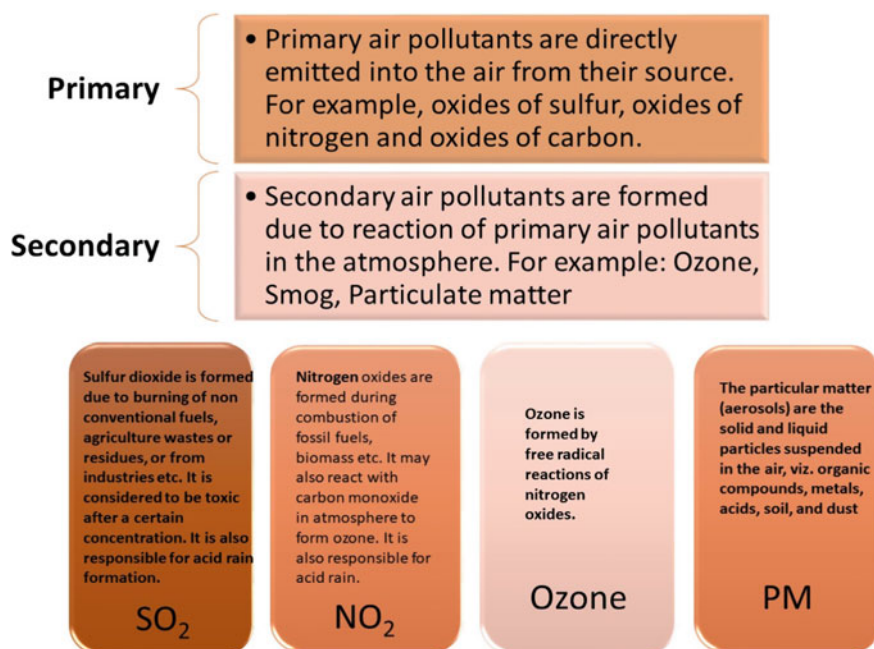 Primary
• Primary air pollutants are directly
emitted into the air from their source.
For example, oxides of sulfur, oxides of
nitrogen and oxides of carbon.
Secondary
• Secondary air pollutants are formed
due to reaction of primary air pollutants
in the atmosphere. For example: Ozone,
Smog, Particulate matter
Sulfur dioxide is formed
due to burning of non
conventional fuels,
agriculture wastes or
residues, or from
industries etc. It is
considered to be toxic
after a certain
concentration. It is also
responsible for acid rain
formation.
SO₂
Nitrogen oxides are
formed during
combustion of
fossil fuels,
biomass etc. It may
also react with
carbon monoxide
in atmosphere to
form ozone. It is
also responsible for
acid rain.
NO₂
Ozone is
formed by
free radical
reactions of
nitrogen
oxides.
Ozone
The particular matter
(aerosols) are the
solid and liquid
particles suspended
in the air, viz. organic
compounds, metals,
acids, soil, and dust
PM